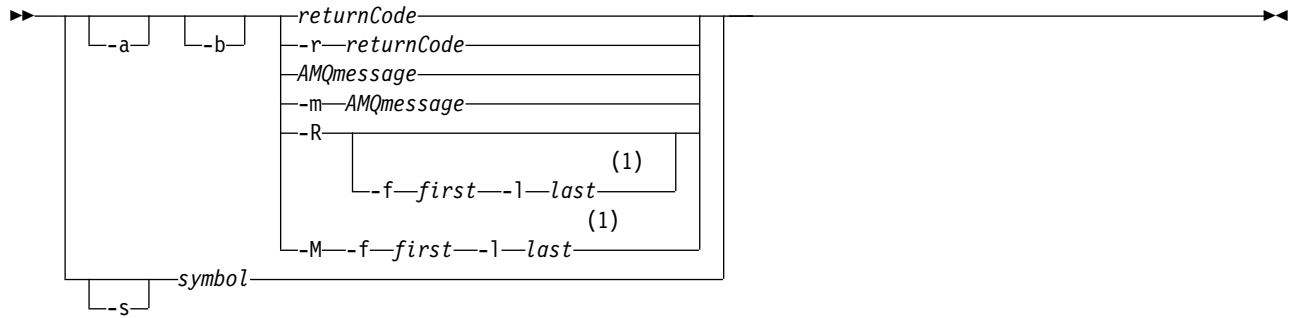 returnCode
-a -b -r returnCode
AMQmessage
-m AMQmessage
-R
(1)
-f first -l last
(1)
-M -f first -l last
symbol
-s